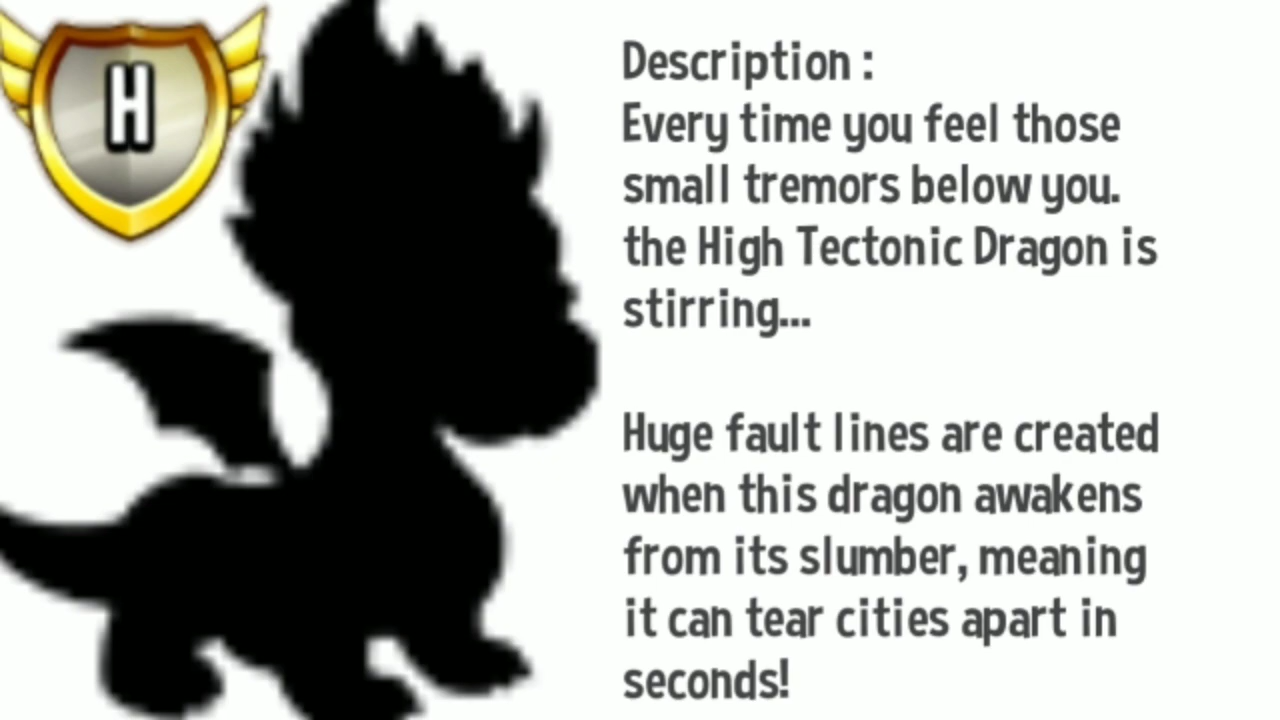 H
Description :
Every time you feel those
small tremors below you.
the High Tectonic Dragon is
stirring...
Huge fault lines are created
when this dragon awakens
from its slumber, meaning
it can tear cities apart in
seconds!